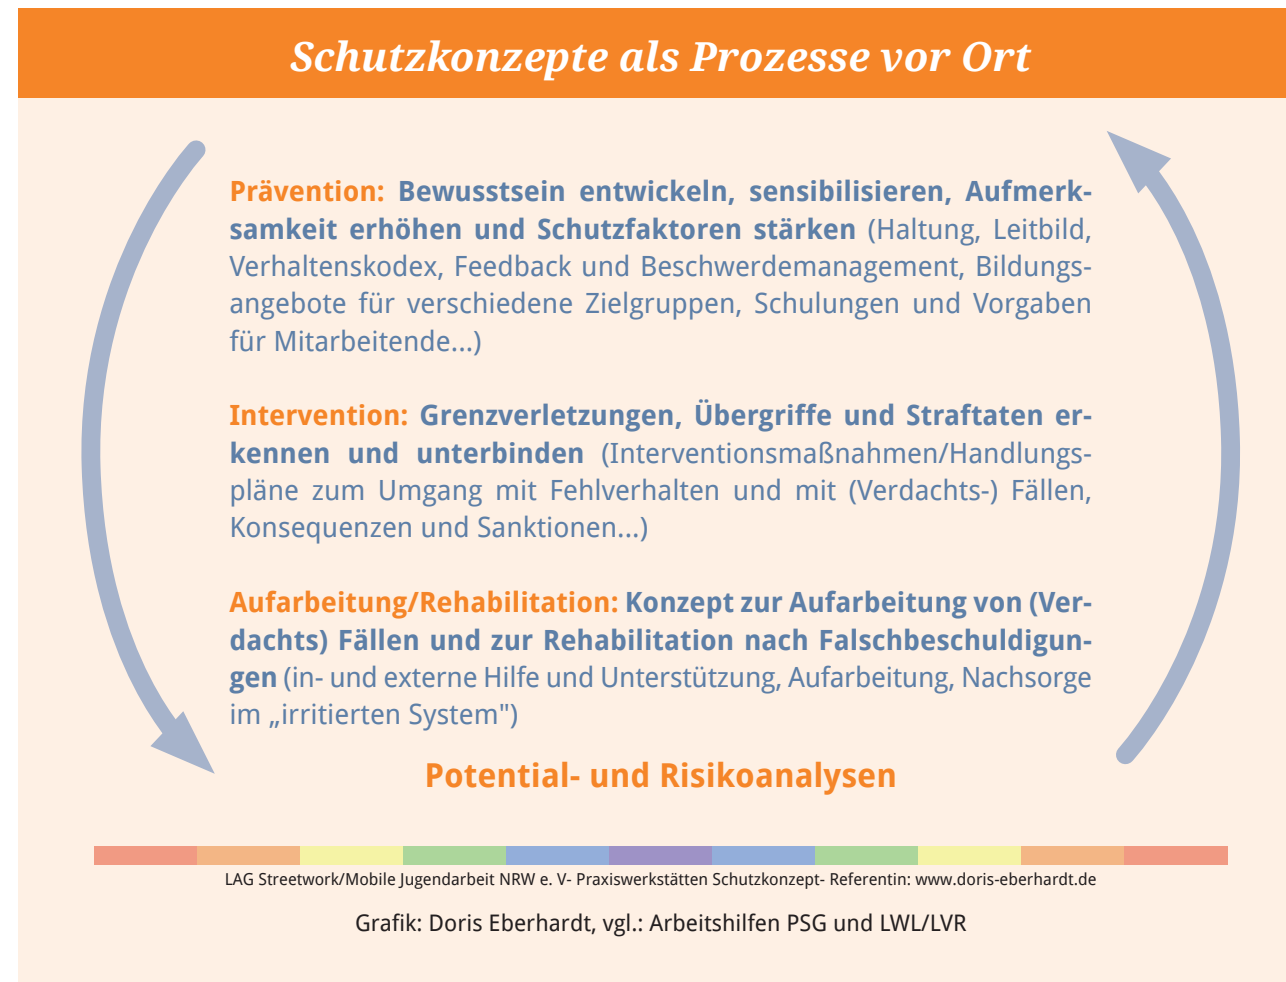 Schutzkonzepte als Prozesse vor Ort
Prävention: Bewusstsein entwickeln, sensibilisieren, Aufmerk-
samkeit erhöhen und Schutzfaktoren stärken (Haltung, Leitbild,
Verhaltenskodex, Feedback und Beschwerdemanagement, Bildungs-
angebote für verschiedene Zielgruppen, Schulungen und Vorgaben
für Mitarbeitende...)
Intervention: Grenzverletzungen, Übergriffe und Straftaten er-
kennen und unterbinden (Interventionsmaßnahmen/Handlungs-
pläne zum Umgang mit Fehlverhalten und mit (Verdachts-) Fällen,
Konsequenzen und Sanktionen...)
Aufarbeitung/Rehabilitation: Konzept zur Aufarbeitung von (Ver-
dachts) Fällen und zur Rehabilitation nach Falschbeschuldigun-
gen (in- und externe Hilfe und Unterstützung, Aufarbeitung, Nachsorge
im „irritierten System")
Potential- und Risikoanalysen
LAG Streetwork/Mobile Jugendarbeit NRW e. V- Praxiswerkstätten Schutzkonzept- Referentin: www.doris-eberhardt.de
Grafik: Doris Eberhardt, vgl.: Arbeitshilfen PSG und LWL/LVR